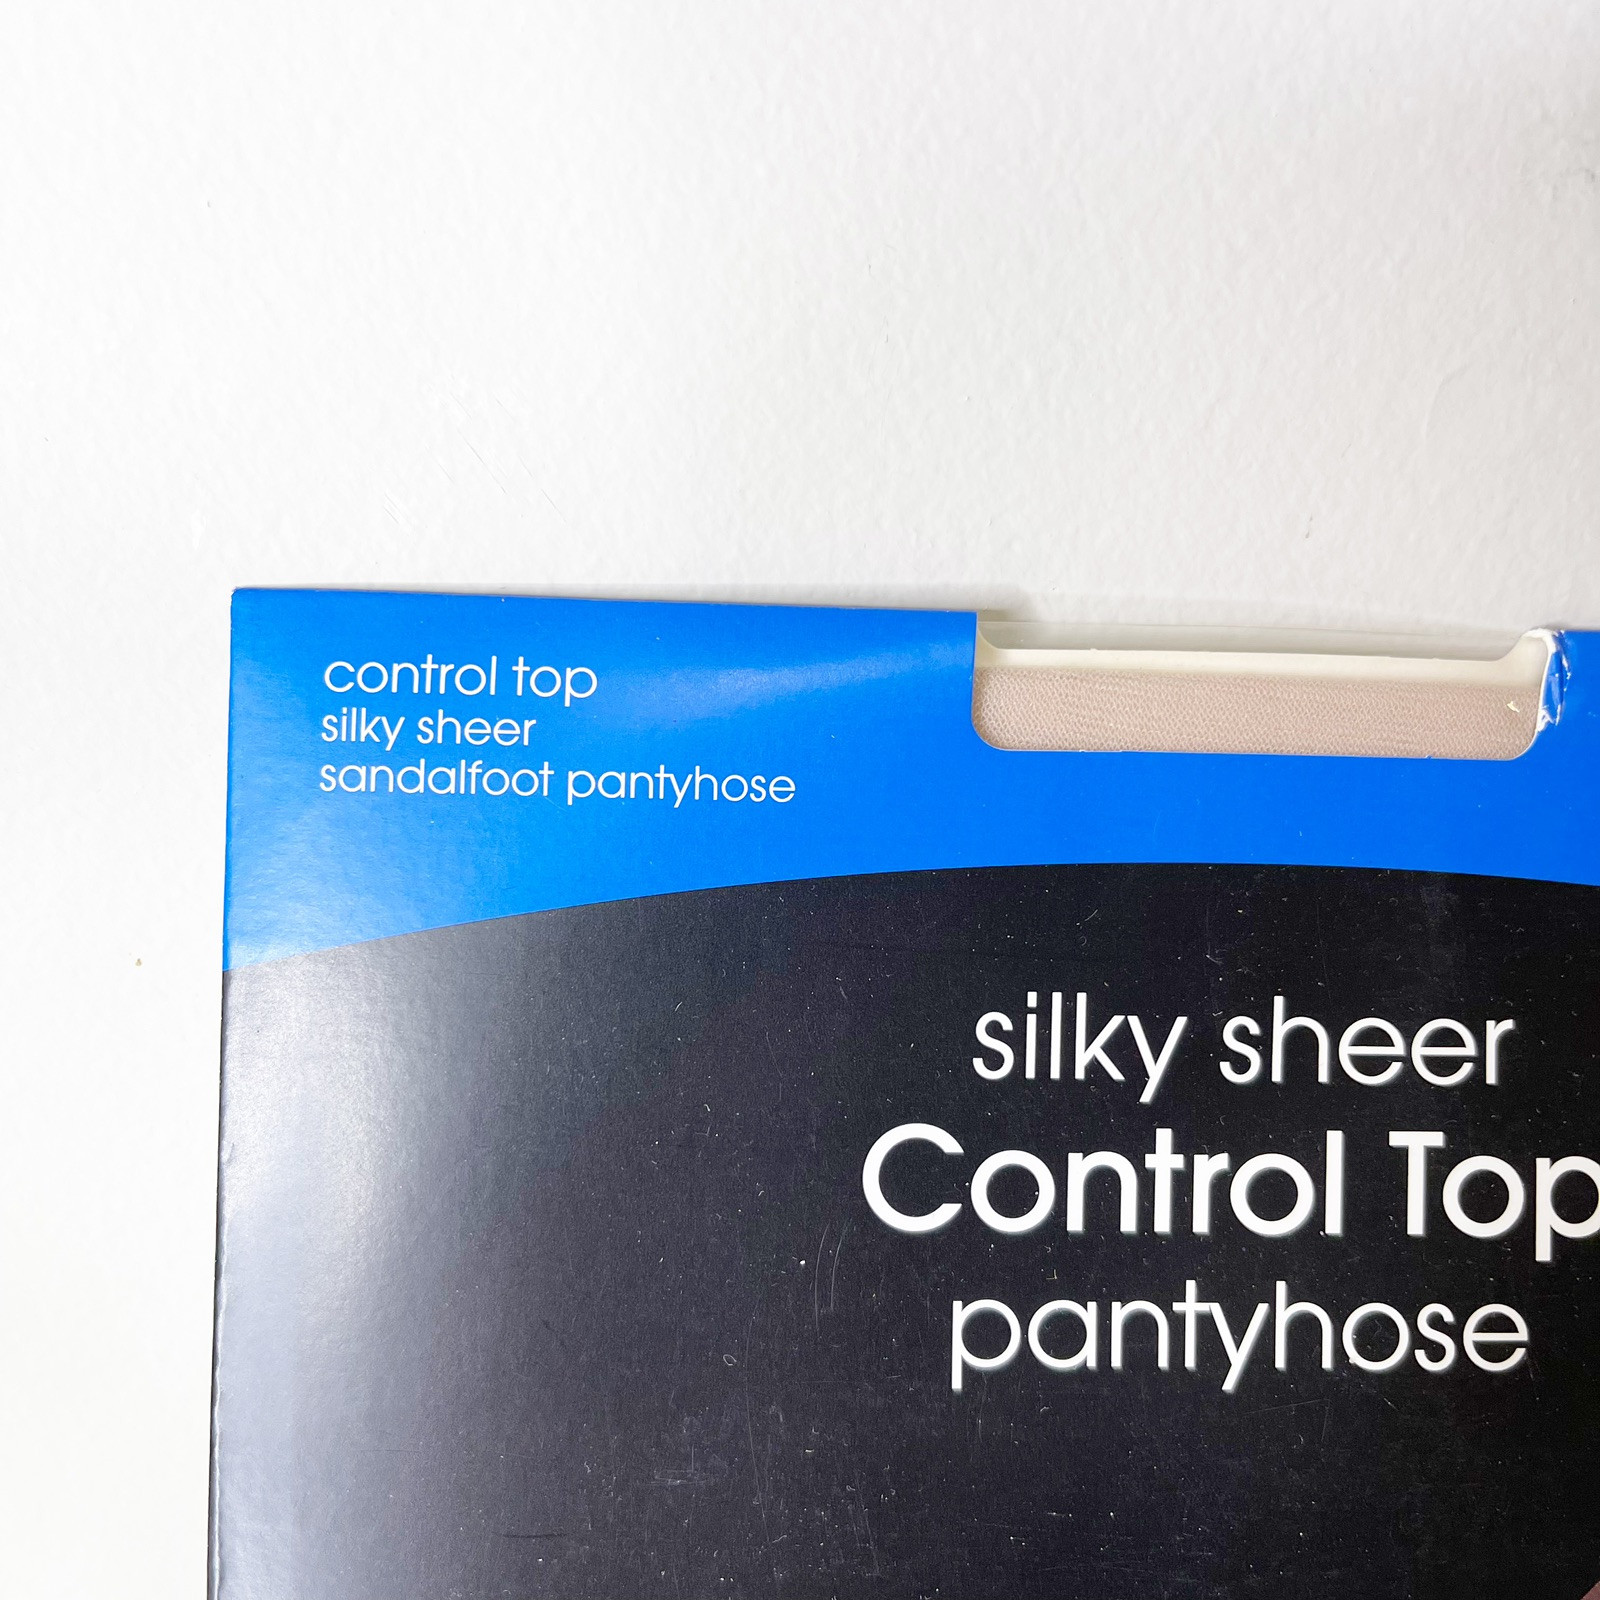 control top
silky sheer
sandalfoot pantyhose
silky sheer
Control Top
pantyhose